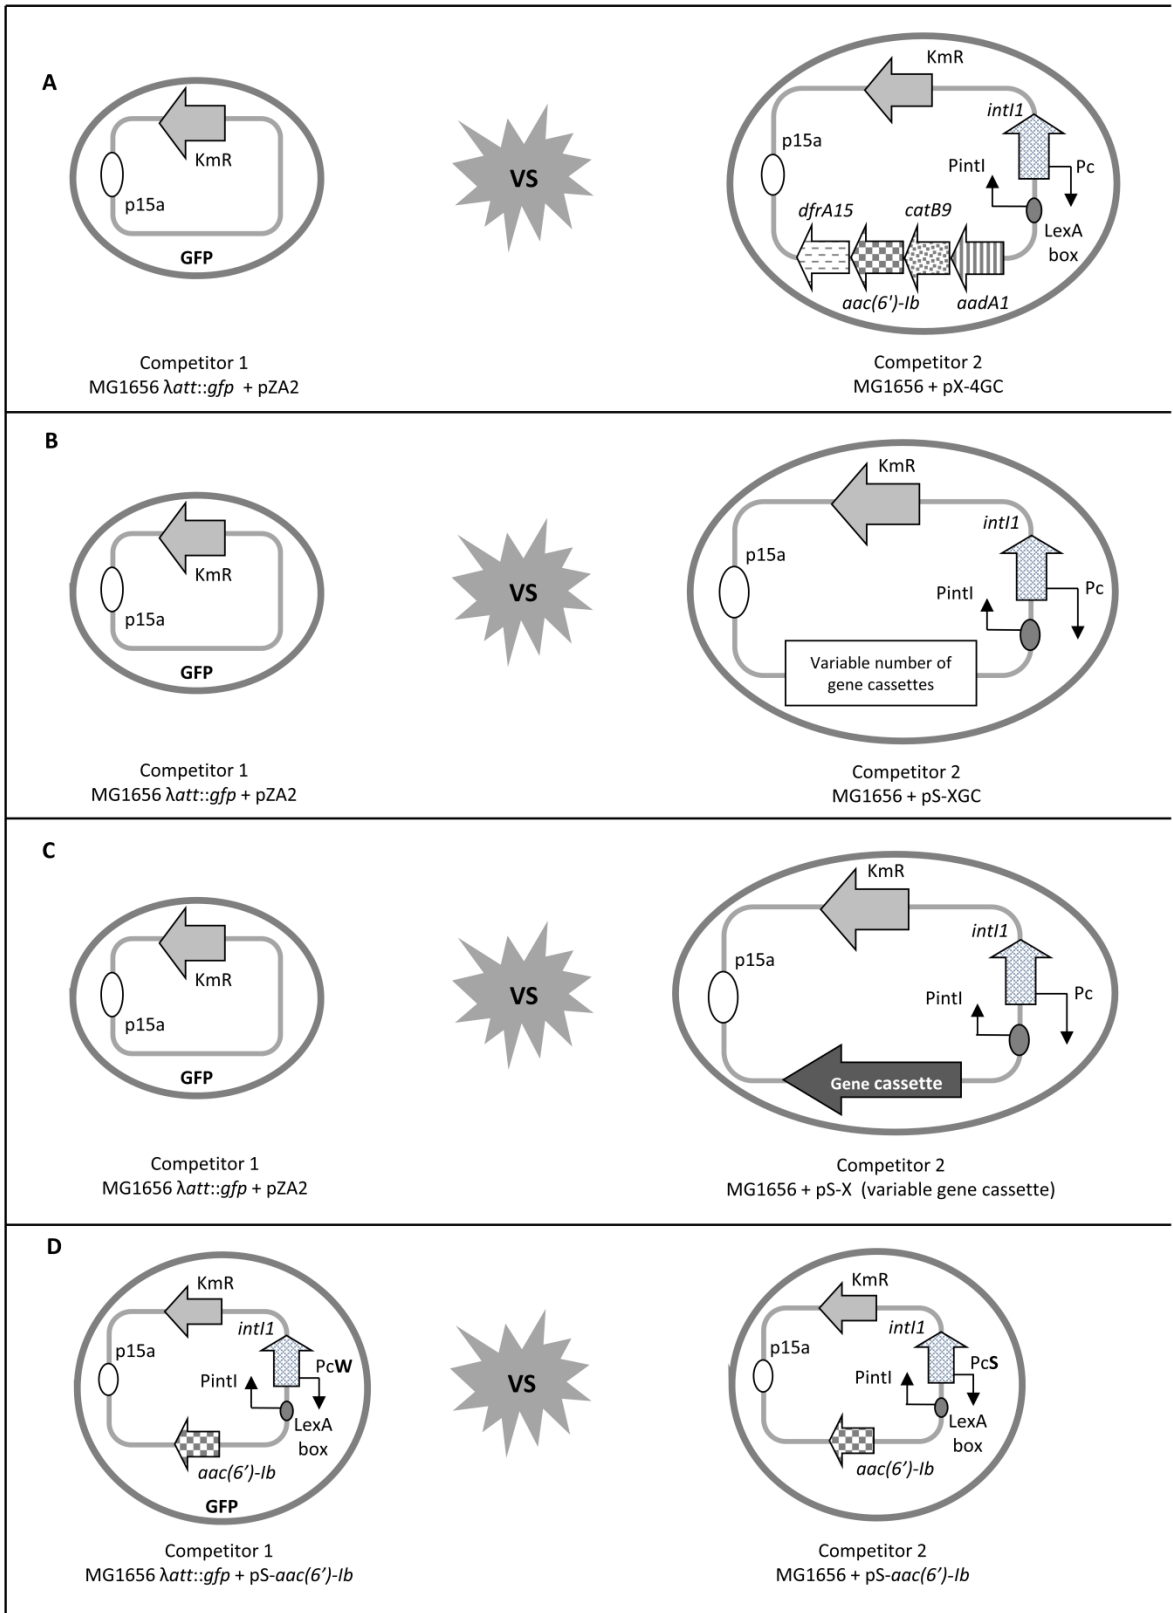 A
KmR
p15a
GFP
Competitor 1
MG1656 λatt::gfp + pZA2
VS
KmR
intI1
p15a
PintI
Pc
dfrA15
catB9
LexA
box
aac(6')-Ib
aadA1
Competitor 2
MG1656 + pX-4GC
B
KmR
p15a
GFP
Competitor 1
MG1656 λatt::gfp + pZA2
VS
KmR
intI1
p15a
PintI
Pc
Variable number of
gene cassettes
Competitor 2
MG1656 + pS-XGC
C
KmR
p15a
GFP
Competitor 1
MG1656 λatt::gfp + pZA2
VS
KmR
intI1
p15a
PintI
Pc
Gene cassette
Competitor 2
MG1656 + pS-X (variable gene cassette)
D
KmR
intI1
p15a
PcW
PintI
LexA
box
aac(6’)-Ib
GFP
Competitor 1
MG1656 λatt::gfp + pS-aac(6’)-Ib
VS
KmR
intI1
p15a
PcS
PintI
LexA
box
aac(6’)-Ib
Competitor 2
MG1656 + pS-aac(6’)-Ib